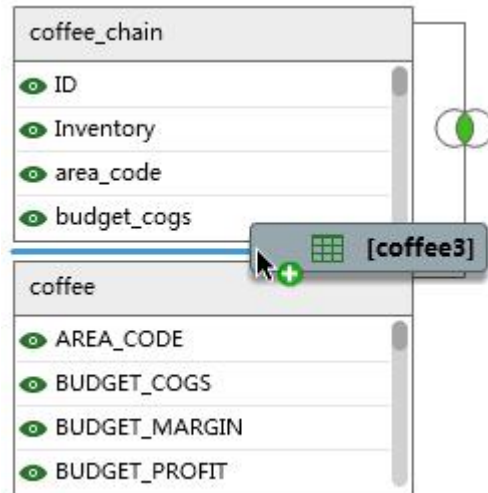 coffee_chain
ID
Inventory
area_code
budget_cogs
[coffee3]
coffee
AREA_CODE
BUDGET_COGS
BUDGET_MARGIN
BUDGET_PROFIT